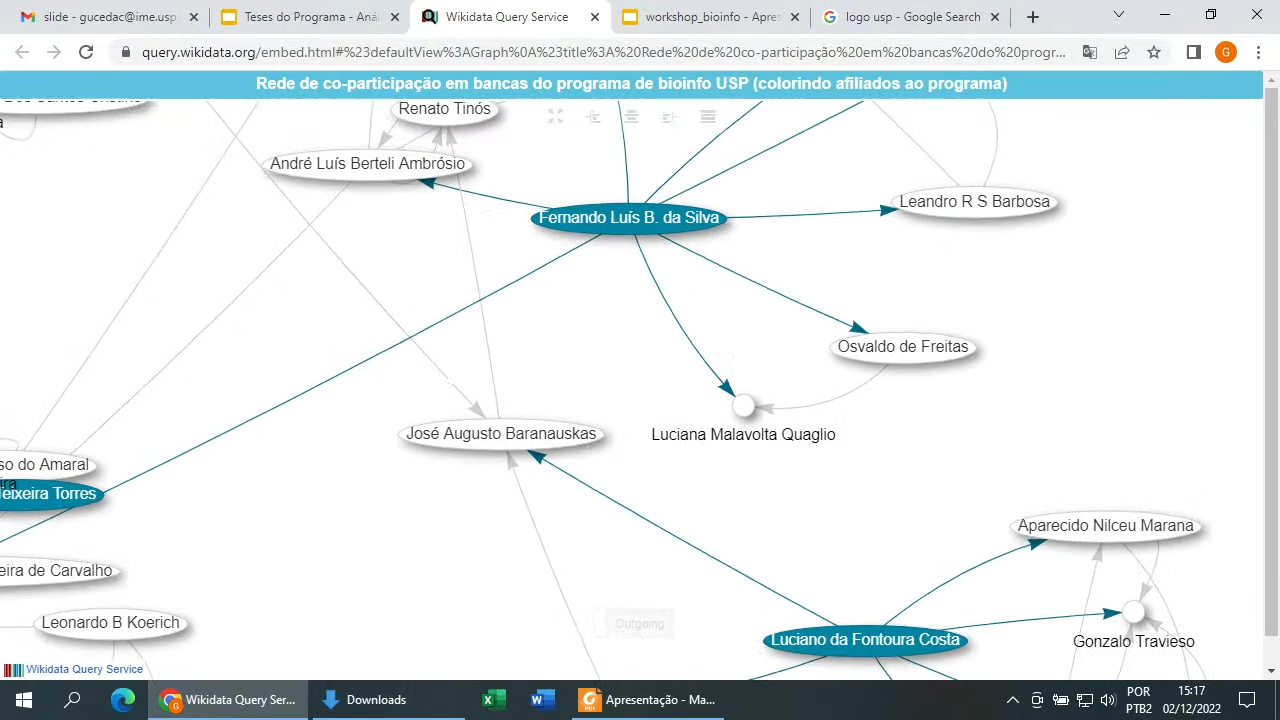 slide - gucedac@ime.usp
Teses do Programa - Anál
Wikidata Query Service
workshop_bioinfo - Apres
logo usp - Google Search
query.wikidata.org/embed.html#%23defaultView%3AGraph%0A%23title%3A%20Rede%20de%20co-participação%20em%20bancas%20do%20progr...
G
Rede de co-participação em bancas do programa de bioinfo USP (colorindo afiliados ao programa)
a
Renato Tinós
André Luís Berteli Ambrósio
Leandro R S Barbosa
Fernando Luís B. da Silva
Osvaldo de Freitas
José Augusto Baranauskas
Luciana Malavolta Quaglio
so do Amaral
ira
Teixeira Torres
Aparecido Nilceu Marana
eira de Carvalho
Leonardo B Koerich
Outgoing
Luciano da Fontoura Costa
Gonzalo Travieso
Wikidata Query Service
Wikidata Query Ser...
Downloads
Apresentação - Ma...
POR
PTB2
15:17
02/12/2022